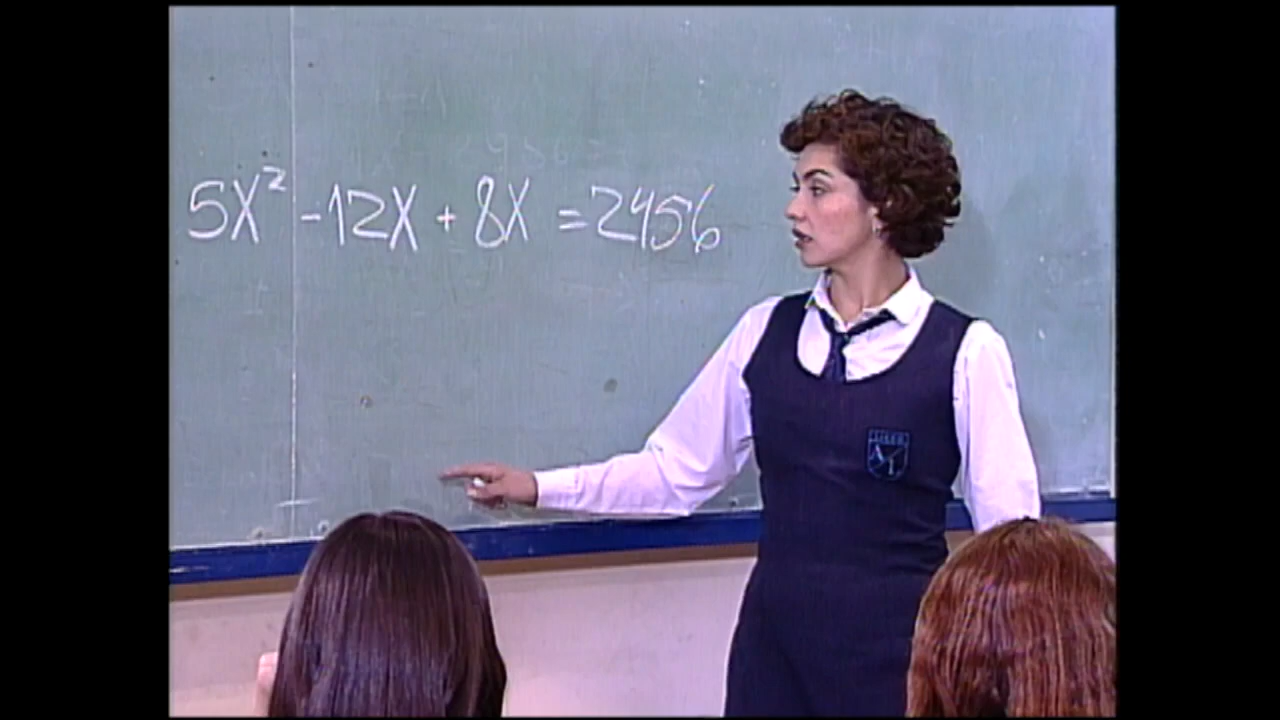 5X² -12X + 8X = 2456